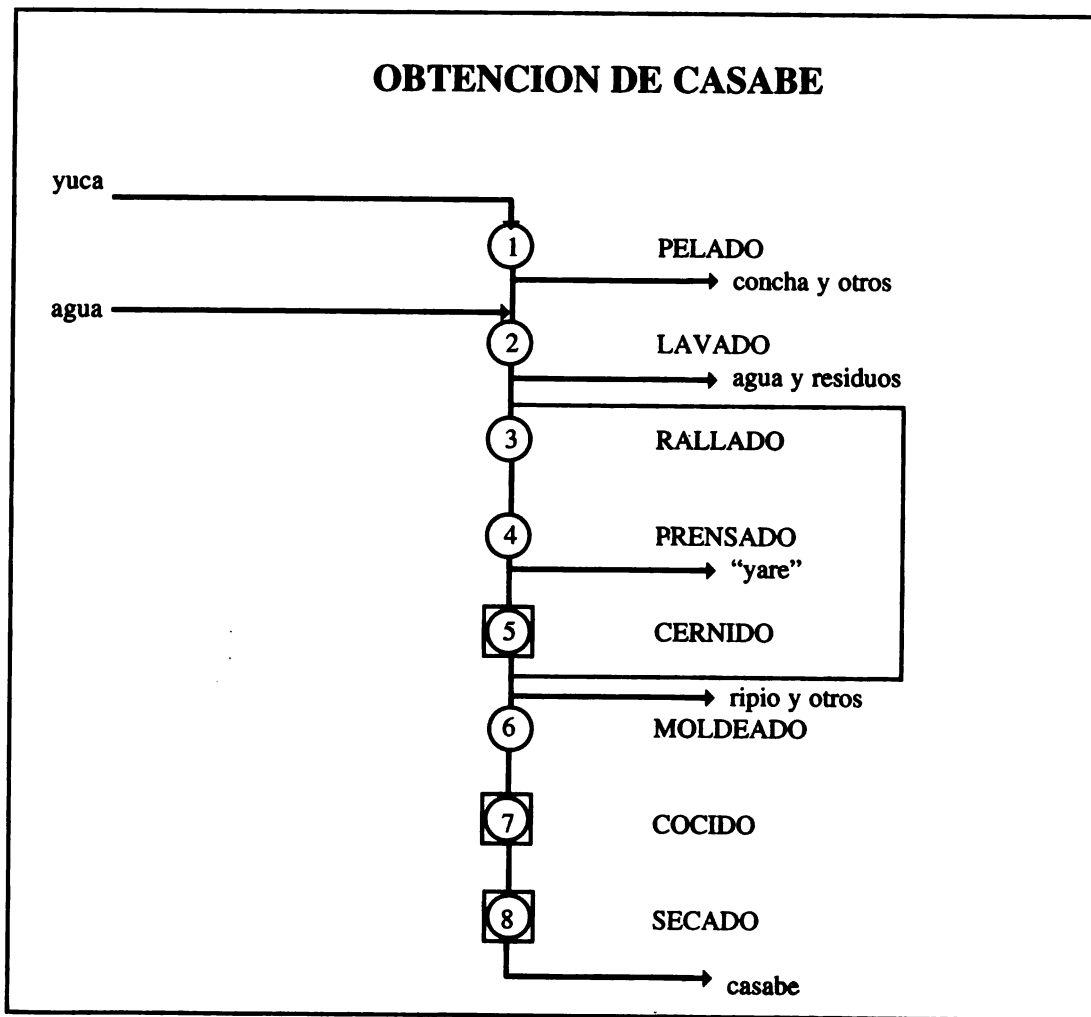 OBTENCION DE CASABE
yuca
1 PELADO
concha y otros
agua
2 LAVADO
agua y residuos
3 RALLADO
4 PRENSADO
“yare”
5 CERNIDO
ripio y otros
6 MOLDEADO
7 COCIDO
8 SECADO
casabe